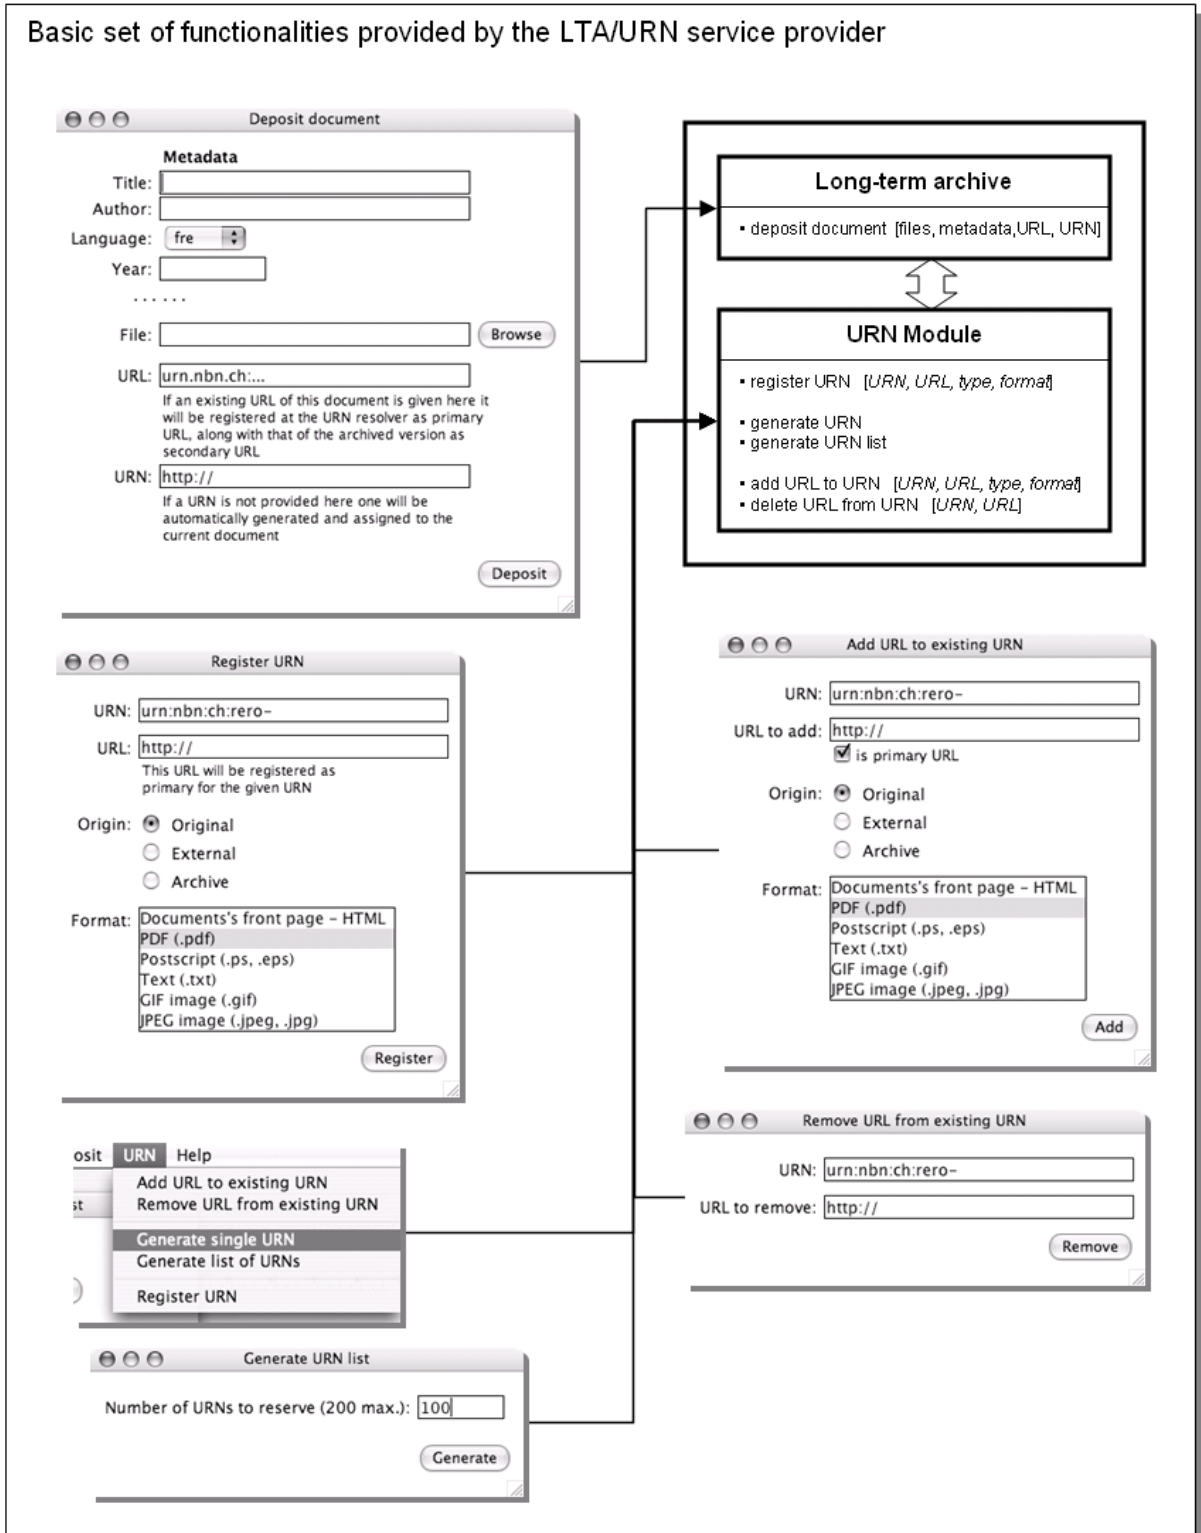 Basic set of functionalities provided by the LTA/URN service provider
Deposit document
Metadata
Title:
Author:
Language: fre
Year:
......
File: Browse
URL: urn.nbn.ch:...
If an existing URL of this document is given here it
will be registered at the URN resolver as primary
URL, along with that of the archived version as
secondary URL
URN: http://
If a URN is not provided here one will be
automatically generated and assigned to the
current document
Deposit
Long-term archive
▪ deposit document [files, metadata,URL, URN]
URN Module
▪ register URN [URN, URL, type, format]
▪ generate URN
▪ generate URN list
▪ add URL to URN [URN, URL, type, format]
▪ delete URL from URN [URN, URL]
Register URN
URN: urn:nbn:ch:rero-
URL: http://
This URL will be registered as
primary for the given URN
Origin: Original
External
Archive
Format: Documents's front page - HTML
PDF (.pdf)
Postscript (.ps, .eps)
Text (.txt)
GIF image (.gif)
JPEG image (.jpeg, .jpg)
Register
Add URL to existing URN
URN: urn:nbn:ch:rero-
URL to add: http://
is primary URL
Origin: Original
External
Archive
Format: Documents's front page - HTML
PDF (.pdf)
Postscript (.ps, .eps)
Text (.txt)
GIF image (.gif)
JPEG image (.jpeg, .jpg)
Add
osit URN Help
Add URL to existing URN
st Remove URL from existing URN
Generate single URN
Generate list of URNs
Register URN
Remove URL from existing URN
URN: urn:nbn:ch:rero-
URL to remove: http://
Remove
Generate URN list
Number of URNs to reserve (200 max.): 100
Generate